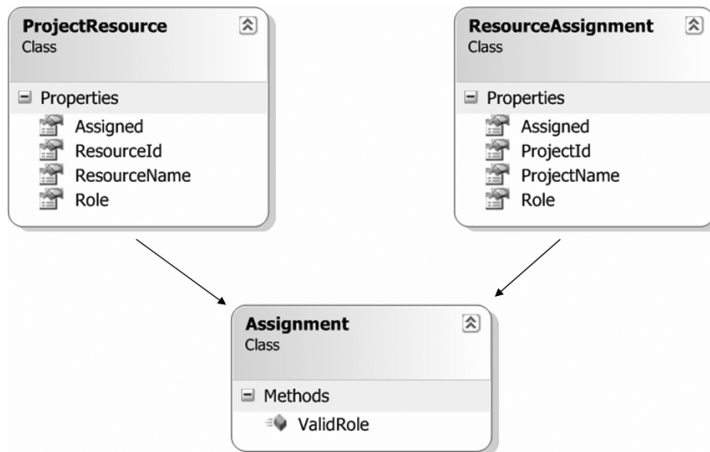 ProjectResource
Class
Properties
Assigned
ResourceId
ResourceName
Role
ResourceAssignment
Class
Properties
Assigned
ProjectId
ProjectName
Role
Assignment
Class
Methods
ValidRole